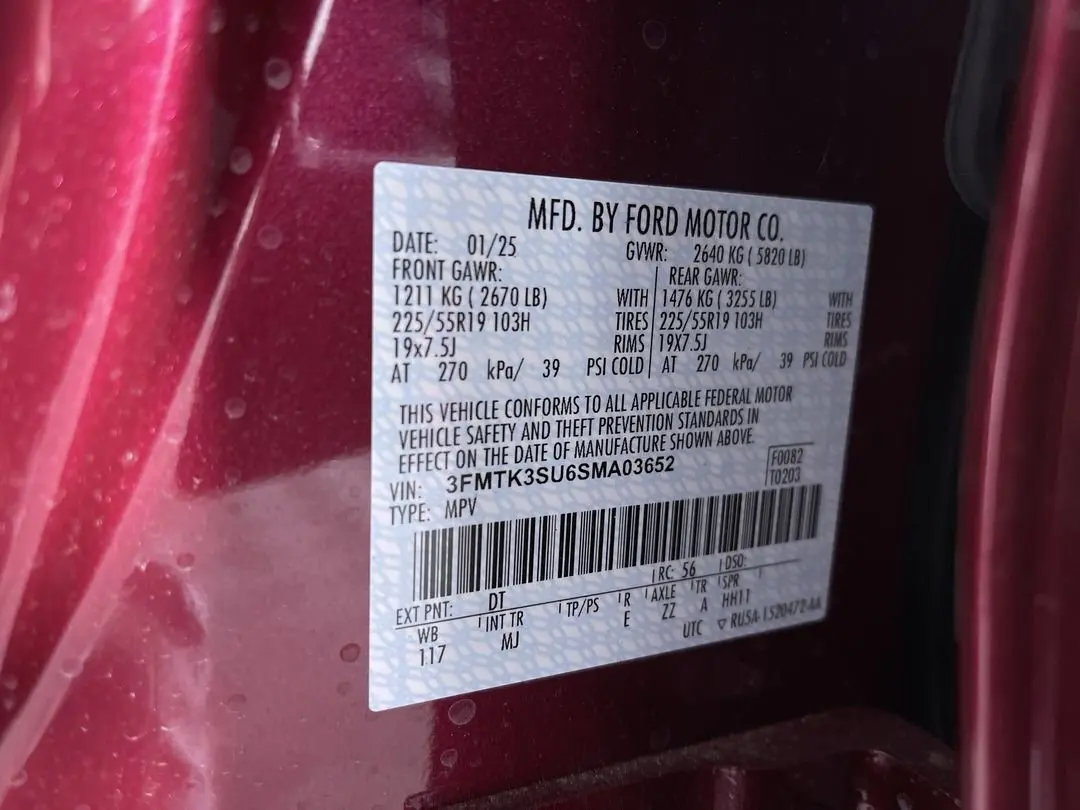 MFD. BY FORD MOTOR CO.
DATE: 01/25 GVWR: 2640 KG ( 5820 LB)
FRONT GAWR: REAR GAWR:
1211 KG ( 2670 LB) WITH 1476 KG ( 3255 LB) WITH
225/55R19 103H TIRES 225/55R19 103H TIRES
19x7.5J RIMS 19X7.5J RIMS
AT 270 kPa/ 39 PSI COLD AT 270 kPa/ 39 PSI COLD
THIS VEHICLE CONFORMS TO ALL APPLICABLE FEDERAL MOTOR
VEHICLE SAFETY AND THEFT PREVENTION STANDARDS IN
EFFECT ON THE DATE OF MANUFACTURE SHOWN ABOVE.
VIN: 3FMTK3SU6SMA03652 F0082
TYPE: MPV T0203
EXT PNT: DT RC: 56 DSO:
WB INT TR TP/PS R AXLE TR SPR
117 MJ E ZZ A HH11
UTC ▽ RU5A-1520472-AA